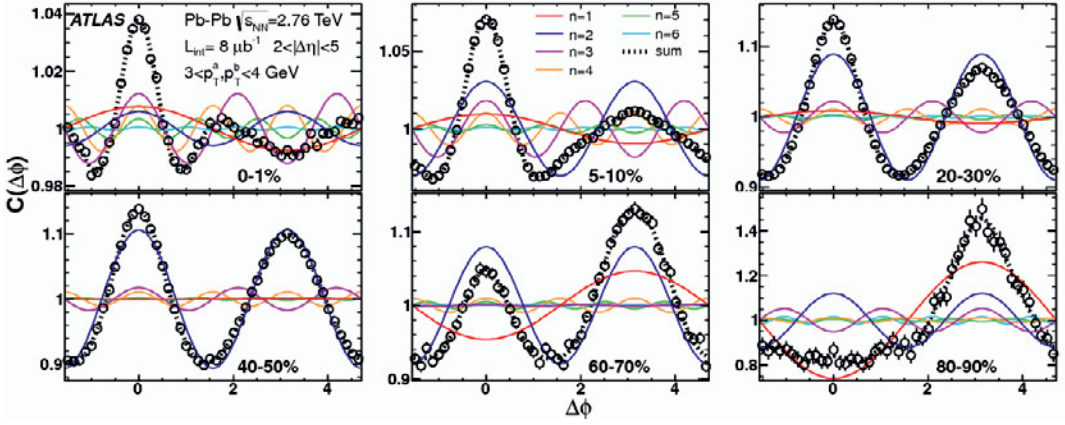 ATLAS Pb-Pb √s_NN=2.76 TeV
L_int= 8 μb⁻¹ 2<|Δη|<5
3<p_T^a,p_T^b<4 GeV
n=1 n=5
n=2 n=6
n=3 sum
n=4
1.04
1.02
1
0.98
0-1%
1.05
1
5-10%
1.1
1
0.9
20-30%
C(Δϕ)
1.1
1
0.9
40-50%
0 2 4
1.1
1
0.9
60-70%
0 2 4
1.4
1.2
1
0.8
80-90%
0 2 4
Δϕ